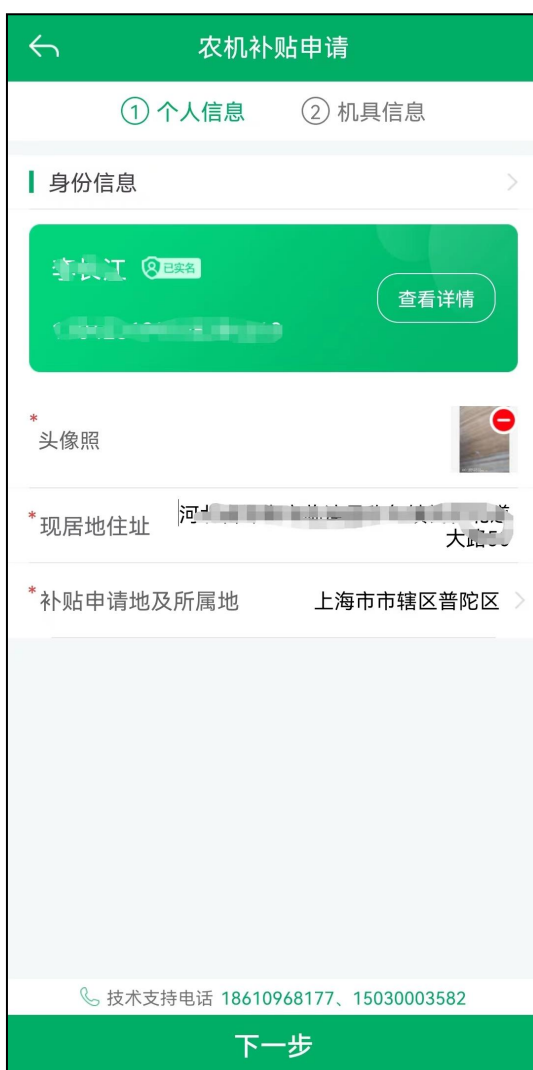 农机补贴申请
① 个人信息 ② 机具信息
身份信息
已实名
查看详情
*头像照
*现居地住址
大路
*补贴申请地及所属地 上海市市辖区普陀区
技术支持电话 18610968177、15030003582
下一步